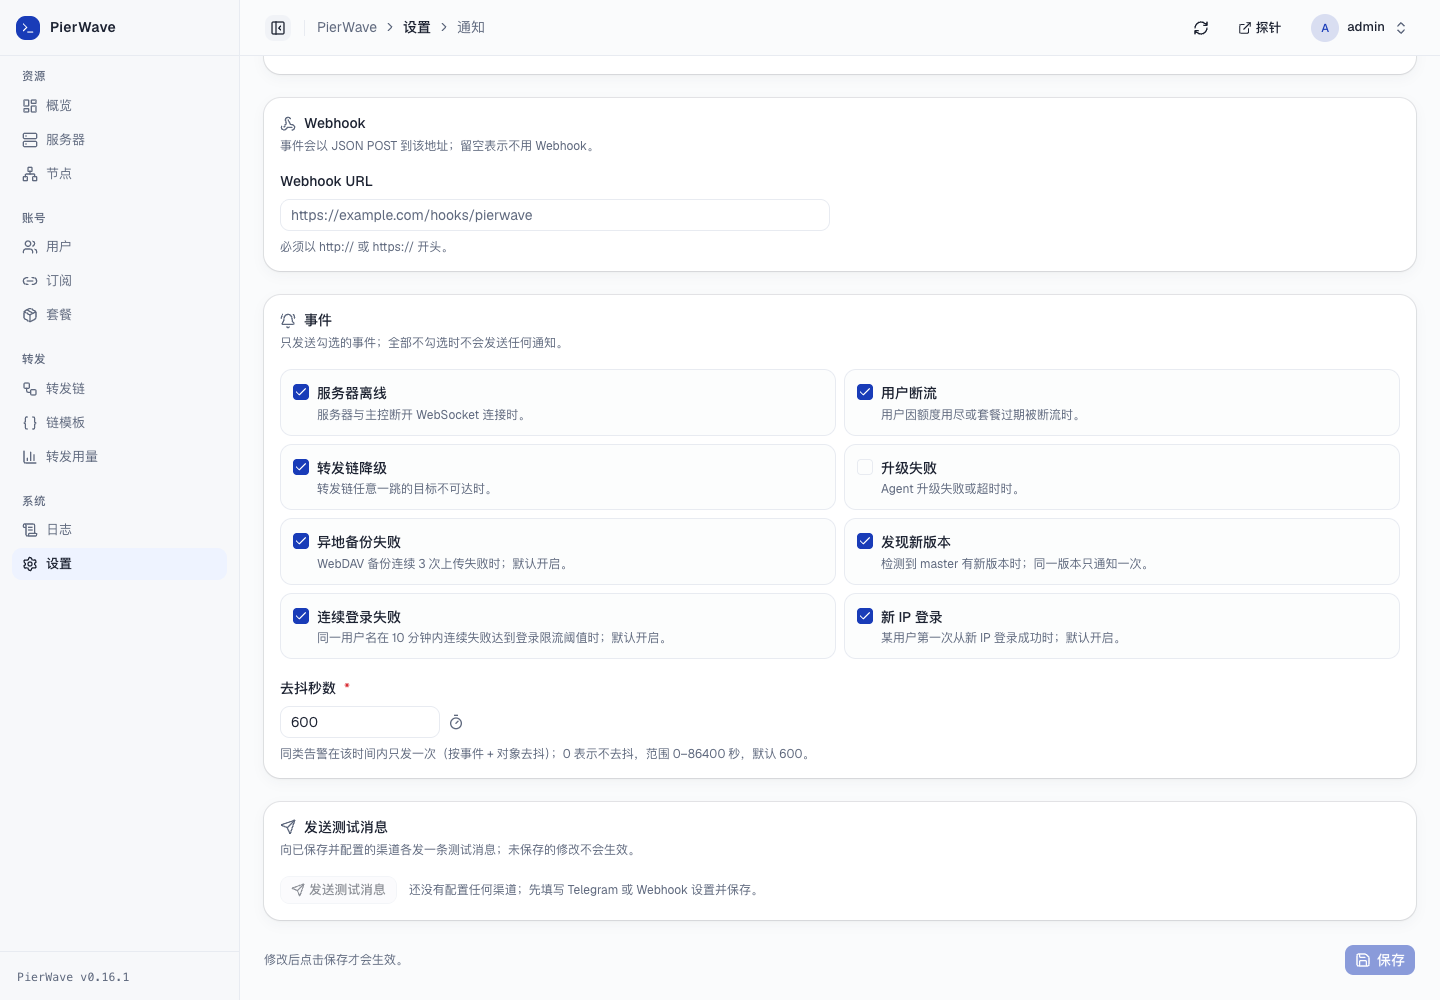 PierWave
PierWave > 设置 > 通知
探针
A
admin
资源
概览
服务器
节点
账号
用户
订阅
套餐
转发
转发链
链模板
转发用量
系统
日志
设置
PierWave v0.16.1
Webhook
事件会以 JSON POST 到该地址；留空表示不用 Webhook。
Webhook URL
https://example.com/hooks/pierwave
必须以 http:// 或 https:// 开头。
事件
只发送勾选的事件；全部不勾选时不会发送任何通知。
服务器离线
服务器与主控断开 WebSocket 连接时。
用户断流
用户因额度用尽或套餐过期被断流时。
转发链降级
转发链任意一跳的目标不可达时。
升级失败
Agent 升级失败或超时时。
异地备份失败
WebDAV 备份连续 3 次上传失败时；默认开启。
发现新版本
检测到 master 有新版本时；同一版本只通知一次。
连续登录失败
同一用户名在 10 分钟内连续失败达到登录限流阈值时；默认开启。
新 IP 登录
某用户第一次从新 IP 登录成功时；默认开启。
去抖秒数 *
600
同类告警在该时间内只发一次（按事件 + 对象去抖）；0 表示不去抖，范围 0–86400 秒，默认 600。
发送测试消息
向已保存并配置的渠道各发一条测试消息；未保存的修改不会生效。
发送测试消息
还没有配置任何渠道；先填写 Telegram 或 Webhook 设置并保存。
修改后点击保存才会生效。
保存